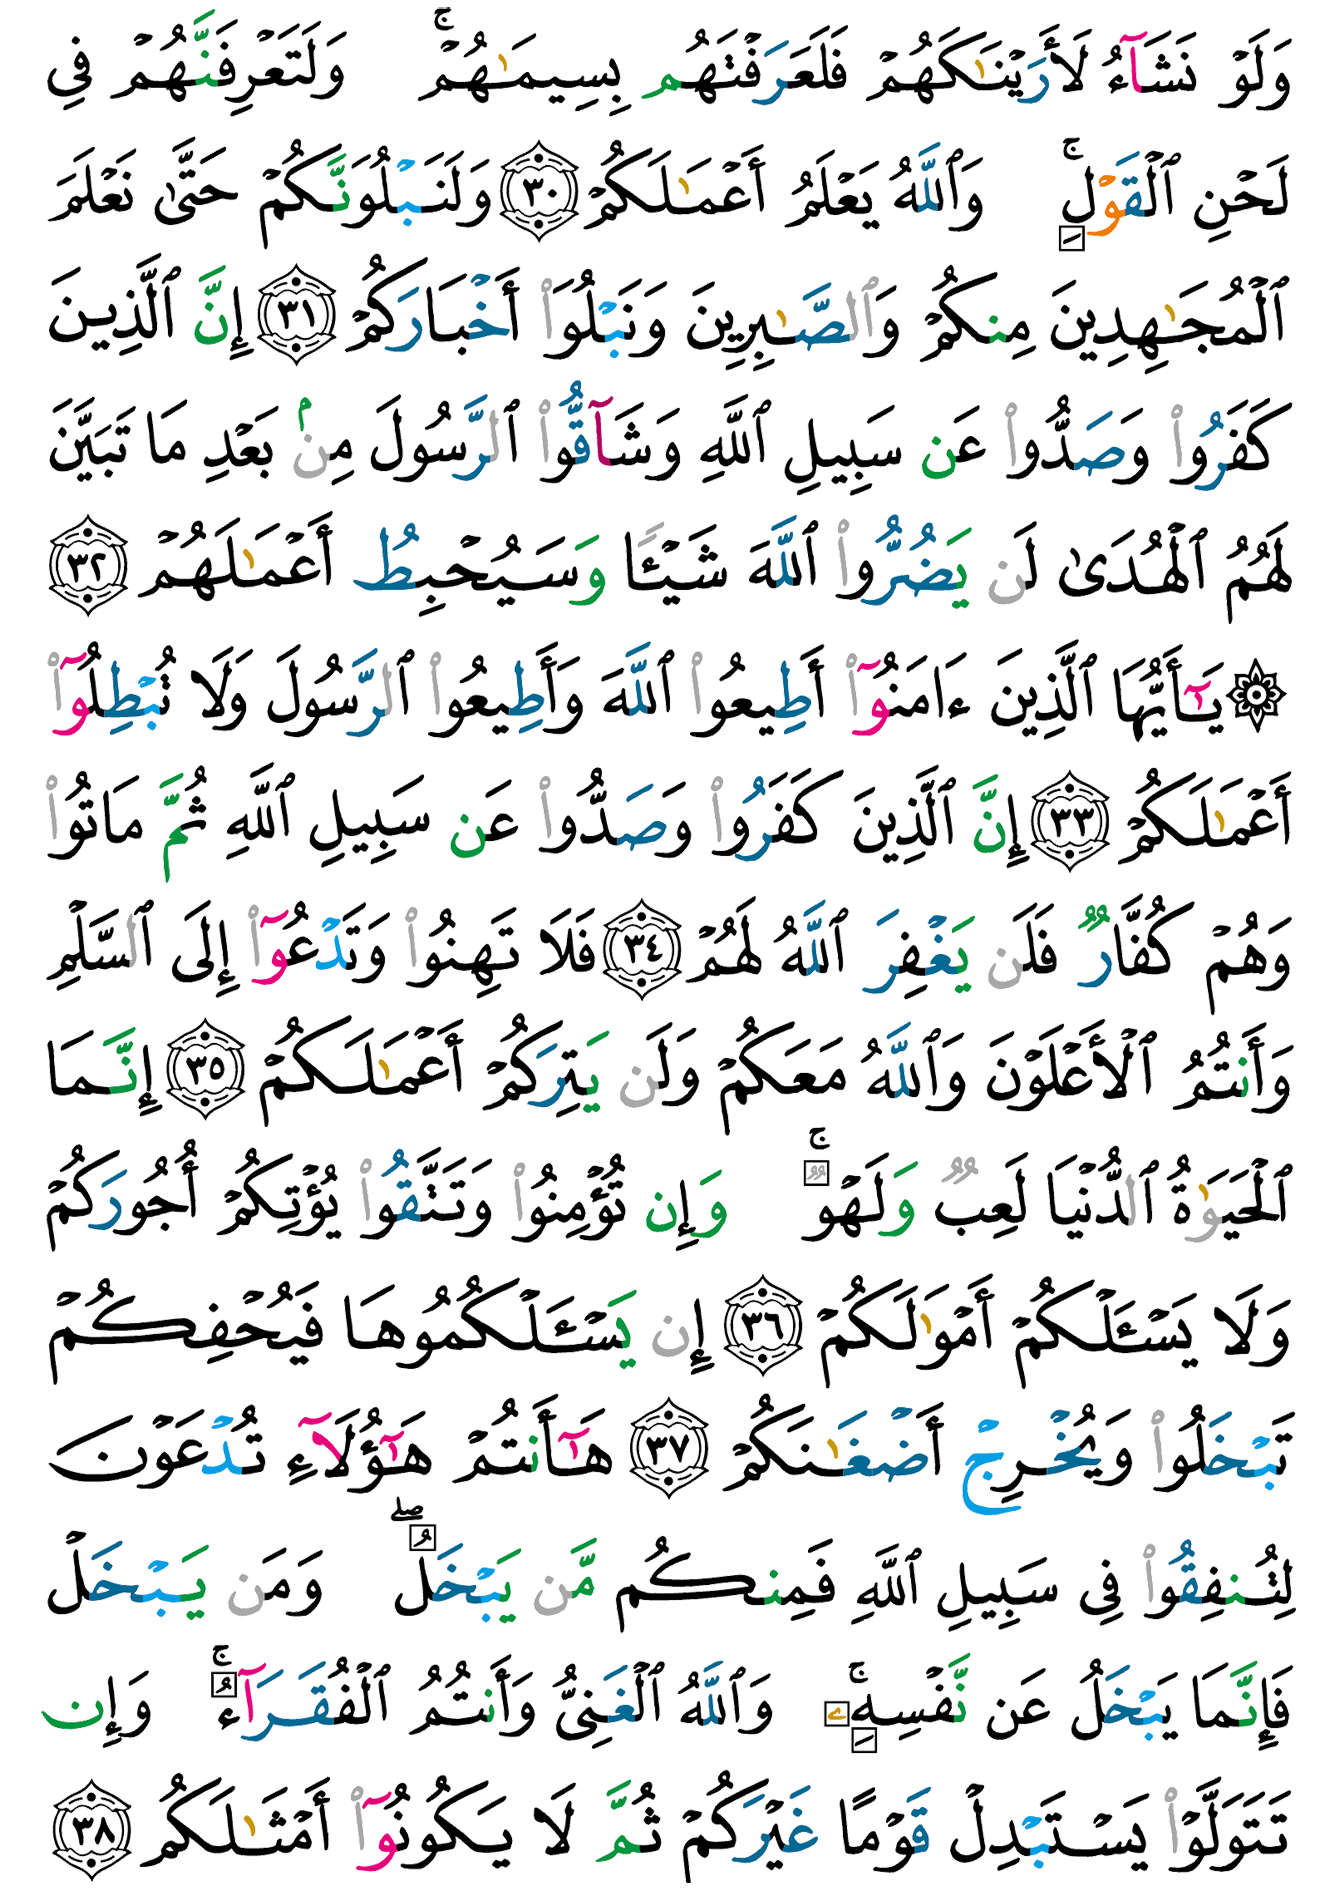 وَلَوْ نَشَآءُ لَأَرَيْنَـٰكَهُمْ فَلَعَرَفْتَهُم بِسِيمَـٰهُمْ ۚ وَلَتَعْرِفَنَّهُمْ فِى
لَحْنِ ٱلْقَوْلِ ۚ وَٱللَّهُ يَعْلَمُ أَعْمَـٰلَكُمْ ٣٠ وَلَنَبْلُوَنَّكُمْ حَتَّىٰ نَعْلَمَ
ٱلْمُجَـٰهِدِينَ مِنكُمْ وَٱلصَّـٰبِرِينَ وَنَبْلُوَا۟ أَخْبَارَكُمْ ٣١ إِنَّ ٱلَّذِينَ
كَفَرُوا۟ وَصَدُّوا۟ عَن سَبِيلِ ٱللَّهِ وَشَآقُّوا۟ ٱلرَّسُولَ مِنۢ بَعْدِ مَا تَبَيَّنَ
لَهُمُ ٱلْهُدَىٰ لَن يَضُرُّوا۟ ٱللَّهَ شَيْـًٔا وَسَيُحْبِطُ أَعْمَـٰلَهُمْ ٣٢
۞ يَـٰٓأَيُّهَا ٱلَّذِينَ ءَامَنُوٓا۟ أَطِيعُوا۟ ٱللَّهَ وَأَطِيعُوا۟ ٱلرَّسُولَ وَلَا تُبْطِلُوٓا۟
أَعْمَـٰلَكُمْ ٣٣ إِنَّ ٱلَّذِينَ كَفَرُوا۟ وَصَدُّوا۟ عَن سَبِيلِ ٱللَّهِ ثُمَّ مَاتُوا۟
وَهُمْ كُفَّارٌ فَلَن يَغْفِرَ ٱللَّهُ لَهُمْ ٣٤ فَلَا تَهِنُوا۟ وَتَدْعُوٓا۟ إِلَى ٱلسَّلْمِ
وَأَنتُمُ ٱلْأَعْلَوْنَ وَٱللَّهُ مَعَكُمْ وَلَن يَتِرَكُمْ أَعْمَـٰلَكُمْ ٣٥ إِنَّمَا
ٱلْحَيَوٰةُ ٱلدُّنْيَا لَعِبٌ وَلَهْوٌ ۚ وَإِن تُؤْمِنُوا۟ وَتَتَّقُوا۟ يُؤْتِكُمْ أُجُورَكُمْ
وَلَا يَسْـَٔلْكُمْ أَمْوَٰلَكُمْ ٣٦ إِن يَسْـَٔلْكُمُوهَا فَيُحْفِكُمْ
تَبْخَلُوا۟ وَيُخْرِجْ أَضْغَـٰنَكُمْ ٣٧ هَـٰٓأَنتُمْ هَـٰٓؤُلَآءِ تُدْعَوْنَ
لِتُنفِقُوا۟ فِى سَبِيلِ ٱللَّهِ فَمِنكُم مَّن يَبْخَلُ ۖ وَمَن يَبْخَلْ
فَإِنَّمَا يَبْخَلُ عَن نَّفْسِهِۦ ۚ وَٱللَّهُ ٱلْغَنِىُّ وَأَنتُمُ ٱلْفُقَرَآءُ ۚ وَإِن
تَتَوَلَّوْا۟ يَسْتَبْدِلْ قَوْمًا غَيْرَكُمْ ثُمَّ لَا يَكُونُوٓا۟ أَمْثَـٰلَكُم ٣٨